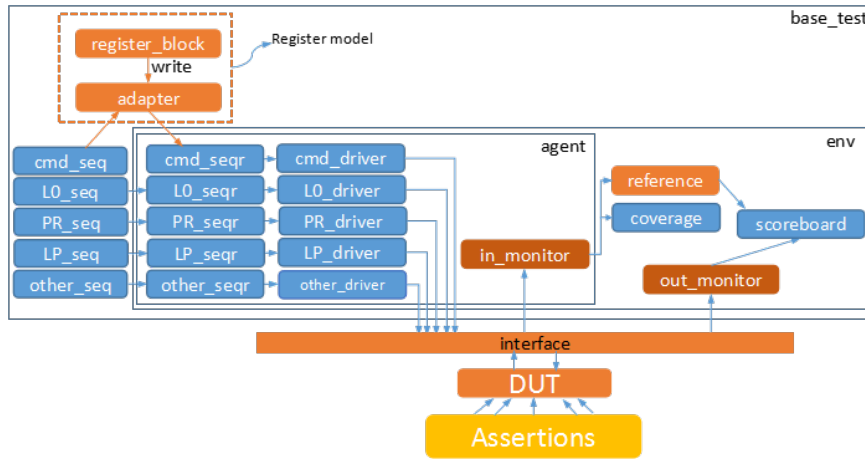 base_test
register_block
Register model
write
adapter
agent
env
cmd_seq
cmd_seqr
cmd_driver
L0_seq
L0_seqr
L0_driver
reference
PR_seq
PR_seqr
PR_driver
coverage
scoreboard
LP_seq
LP_seqr
LP_driver
in_monitor
out_monitor
other_seq
other_seqr
other_driver
interface
DUT
Assertions